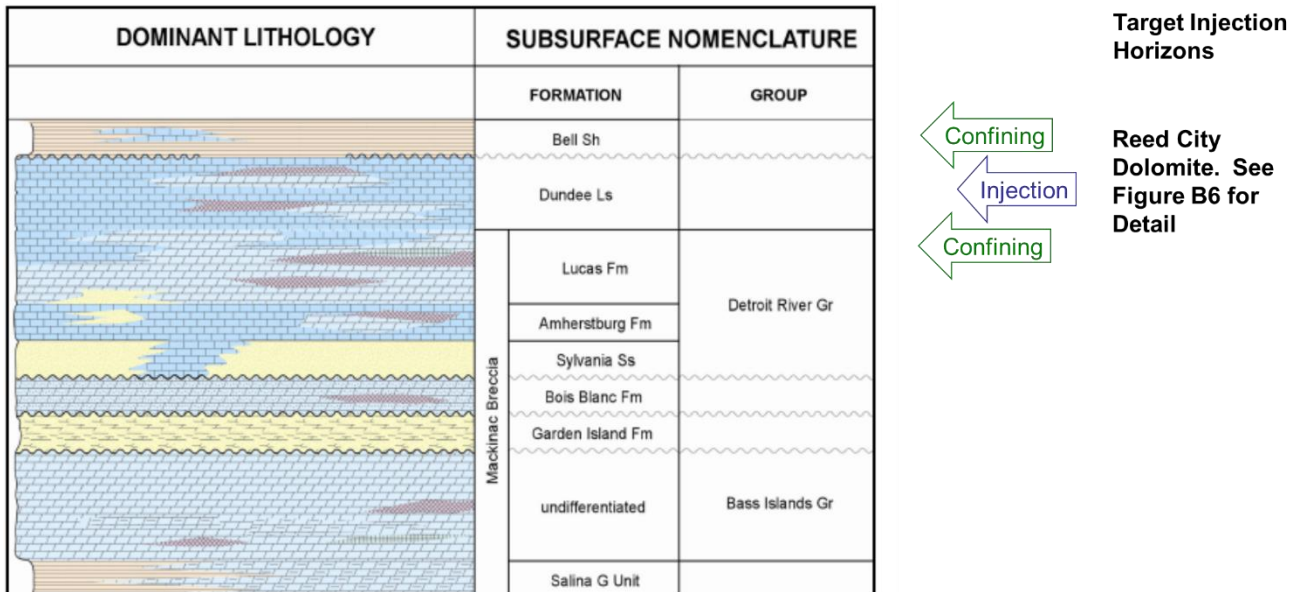 DOMINANT LITHOLOGY
SUBSURFACE NOMENCLATURE
FORMATION
GROUP
Bell Sh
Dundee Ls
Lucas Fm
Detroit River Gr
Amherstburg Fm
Sylvania Ss
Bois Blanc Fm
Garden Island Fm
Mackinac Breccia
undifferentiated
Bass Islands Gr
Salina G Unit
Confining
Injection
Confining
Target Injection
Horizons
Reed City
Dolomite. See
Figure B6 for
Detail